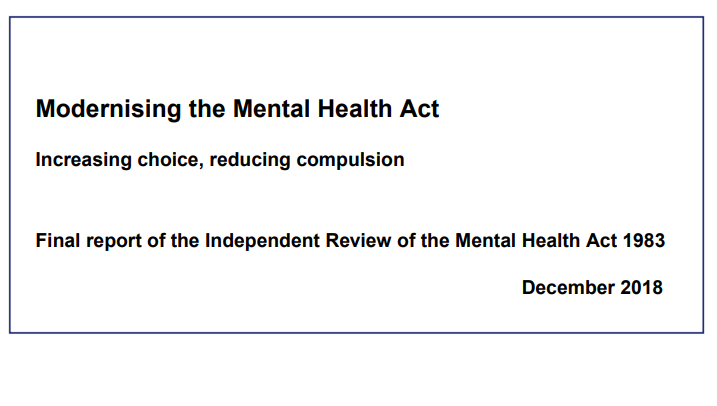 Modernising the Mental Health Act
Increasing choice, reducing compulsion
Final report of the Independent Review of the Mental Health Act 1983
December 2018